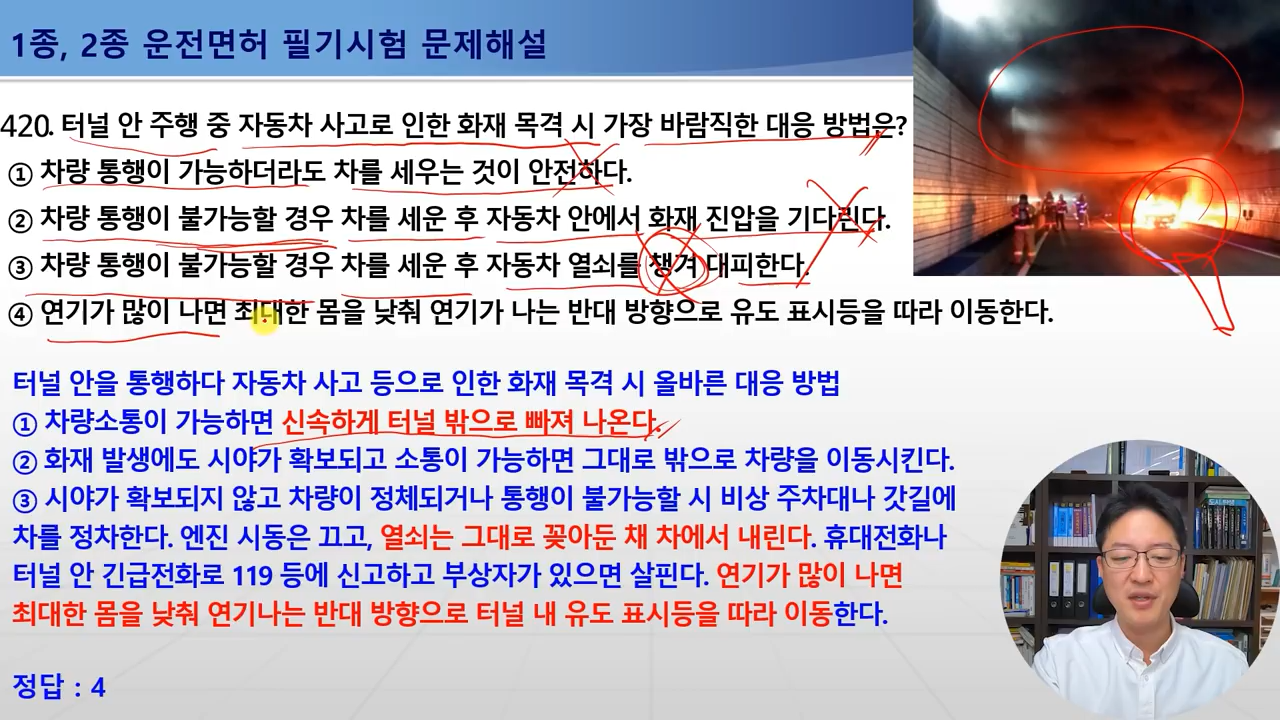 1종, 2종 운전면허 필기시험 문제해설
420. 터널 안 주행 중 자동차 사고로 인한 화재 목격 시 가장 바람직한 대응 방법은?
① 차량 통행이 가능하더라도 차를 세우는 것이 안전하다.
② 차량 통행이 불가능할 경우 차를 세운 후 자동차 안에서 화재 진압을 기다린다.
③ 차량 통행이 불가능할 경우 차를 세운 후 자동차 열쇠를 챙겨 대피한다.
④ 연기가 많이 나면 최대한 몸을 낮춰 연기가 나는 반대 방향으로 유도 표시등을 따라 이동한다.
터널 안을 통행하다 자동차 사고 등으로 인한 화재 목격 시 올바른 대응 방법
① 차량소통이 가능하면 신속하게 터널 밖으로 빠져 나온다.
② 화재 발생에도 시야가 확보되고 소통이 가능하면 그대로 밖으로 차량을 이동시킨다.
③ 시야가 확보되지 않고 차량이 정체되거나 통행이 불가능할 시 비상 주차대나 갓길에
차를 정차한다. 엔진 시동은 끄고, 열쇠는 그대로 꽂아둔 채 차에서 내린다. 휴대전화나
터널 안 긴급전화로 119 등에 신고하고 부상자가 있으면 살핀다. 연기가 많이 나면
최대한 몸을 낮춰 연기나는 반대 방향으로 터널 내 유도 표시등을 따라 이동한다.
정답 : 4